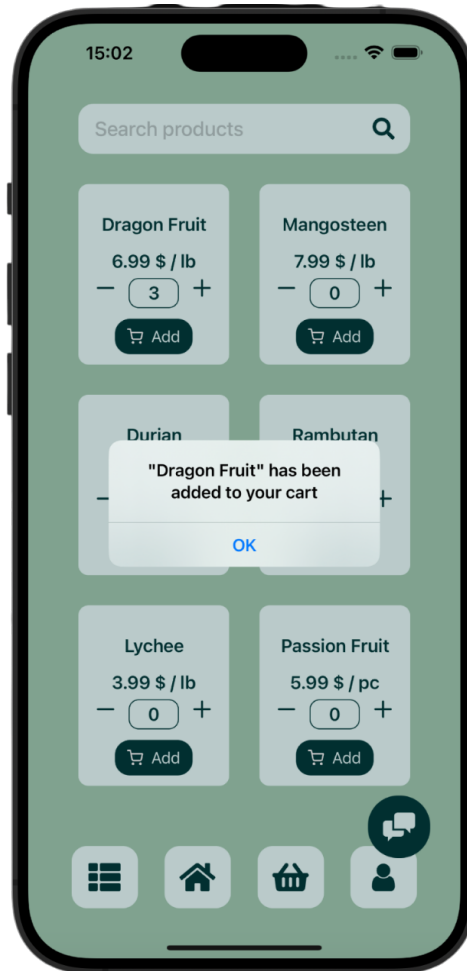 15:02
Search products
Dragon Fruit
6.99 $ / lb
3
Add
Mangosteen
7.99 $ / lb
0
Add
Durian
Rambutan
"Dragon Fruit" has been
added to your cart
OK
Lychee
3.99 $ / lb
0
Add
Passion Fruit
5.99 $ / pc
0
Add